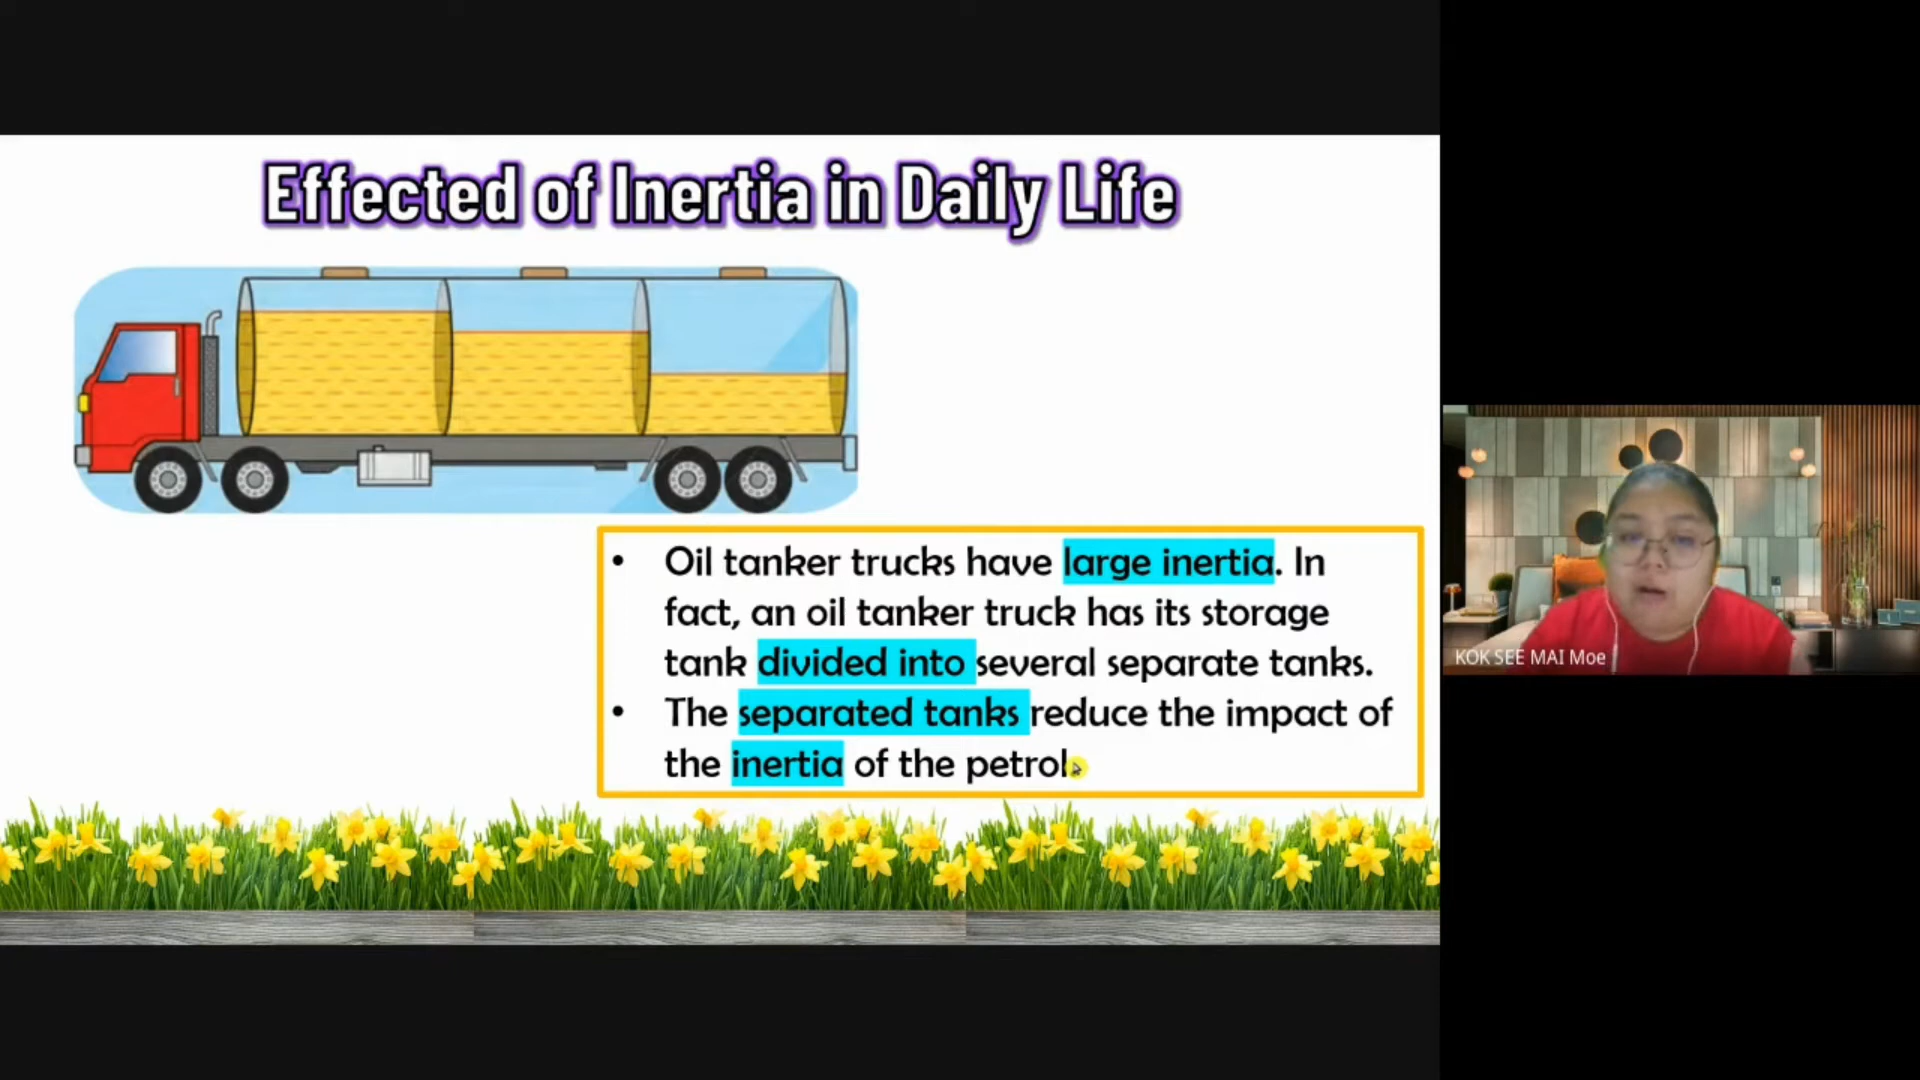 Effected of Inertia in Daily Life
• Oil tanker trucks have large inertia. In
fact, an oil tanker truck has its storage
tank divided into several separate tanks.
• The separated tanks reduce the impact of
the inertia of the petrol.
KOK SEE MAI Moe